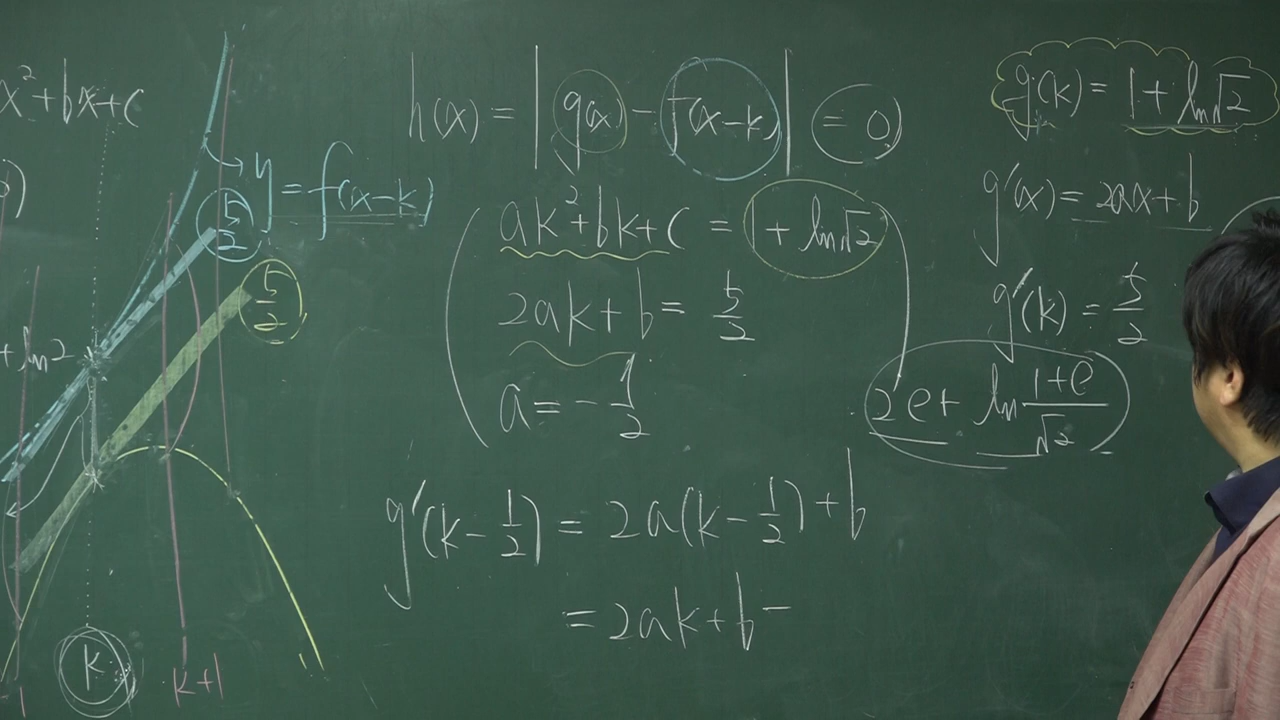 x²+bx+c
y=f(x-k)
5/2
5/2
+ ln2
k
k+1
h(x) = | g(x) - f(x-k) | (= 0)
ak²+bk+c = 1 + ln√2
2ak+b = 5/2
a = -1/2
g'(k-1/2) = 2a(k-1/2)+b
= 2ak+b-
g(k) = 1 + ln√2
g'(x) = 2ax+b
g'(k) = 5/2
2e+ ln (1+e)/√2